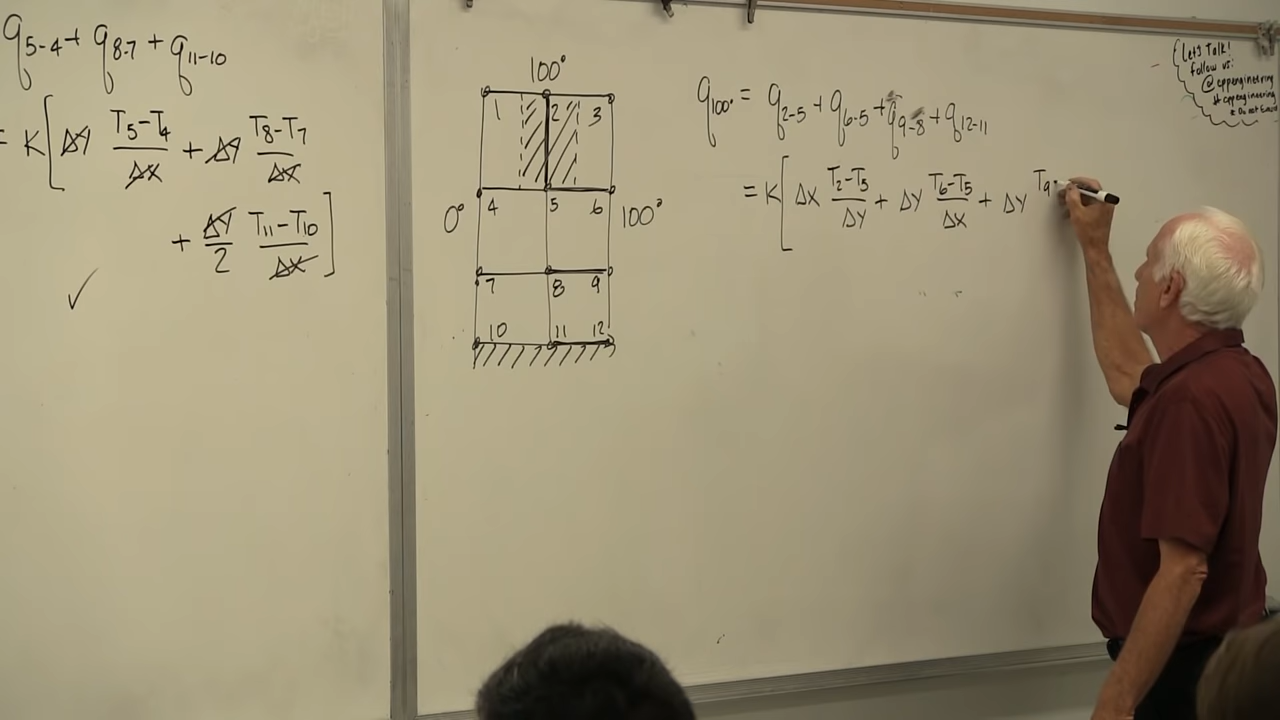 q5-4 + q8-7 + q11-10
= K[ΔY T5-T4/ΔX + ΔY T8-T7/ΔX
+ ΔY/2 T11-T10/ΔX]
✓
100°
1 2 3
4 5 6
0° 100°
7 8 9
10 11 12
q100° = q2-5 + q6-5 + q9-8 + q12-11
= K[ΔX T2-T5/ΔY + ΔY T6-T5/ΔX + ΔY T9
Let's Talk!
follow us:
@cppengineering
#cppengineering